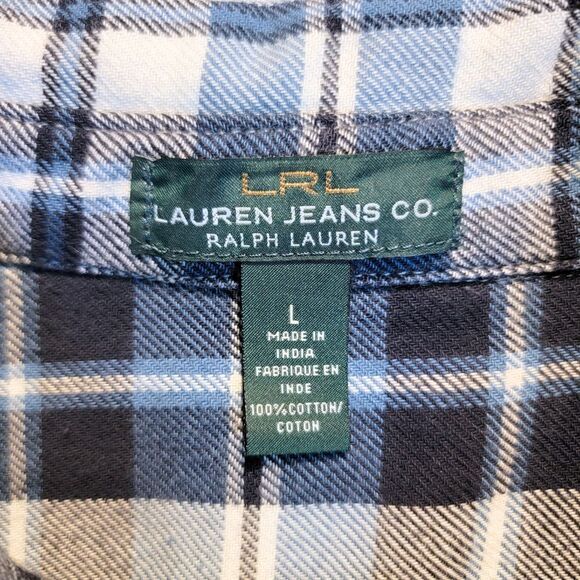 LRL
LAUREN JEANS CO.
RALPH LAUREN
L
MADE IN
INDIA
FABRIQUE EN
INDE
100% COTTON/
COTON